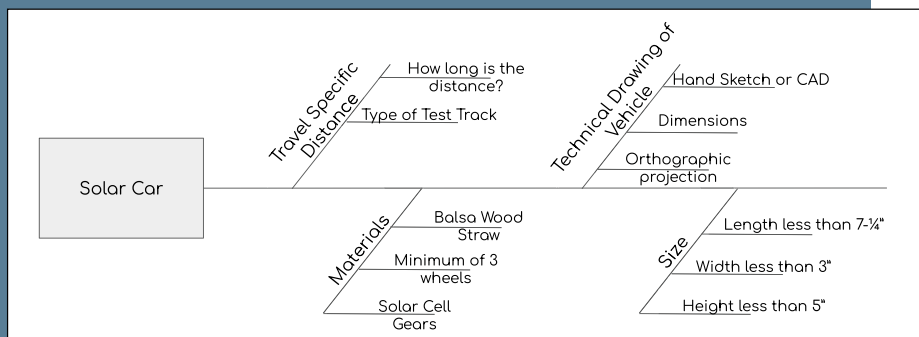 Solar Car
Travel Specific
Distance
How long is the
distance?
Type of Test Track
Technical Drawing of
Vehicle
Hand Sketch or CAD
Dimensions
Orthographic
projection
Materials
Balsa Wood
Straw
Minimum of 3
wheels
Solar Cell
Gears
Size
Length less than 7-¼”
Width less than 3”
Height less than 5”